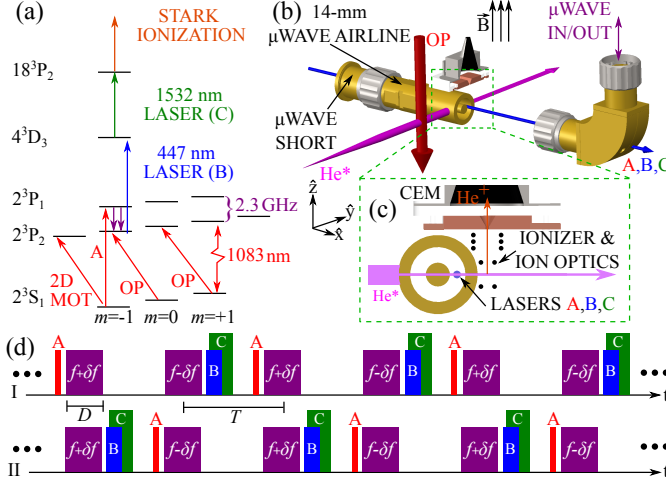 (a)
STARK
IONIZATION
18³P₂
1532 nm
LASER (C)
4³D₃
447 nm
LASER (B)
2³P₁
2.3 GHz
2³P₂
A
1083 nm
2D
MOT
OP
OP
2³S₁
m=-1
m=0
m=+1
(b)
14-mm
μWAVE AIRLINE
OP
B
μWAVE
IN/OUT
μWAVE
SHORT
He*
A,B,C
ẑ
ŷ
x̂
(c)
CEM
He⁺
IONIZER &
ION OPTICS
He*
LASERS A,B,C
(d)
A
f+δf
f-δf
B
C
A
f+δf
f-δf
B
C
A
f+δf
f-δf
B
C
I
t
D
T
f+δf
B
C
A
f-δf
f+δf
B
C
A
f-δf
f+δf
B
C
A
f-δf
II
t